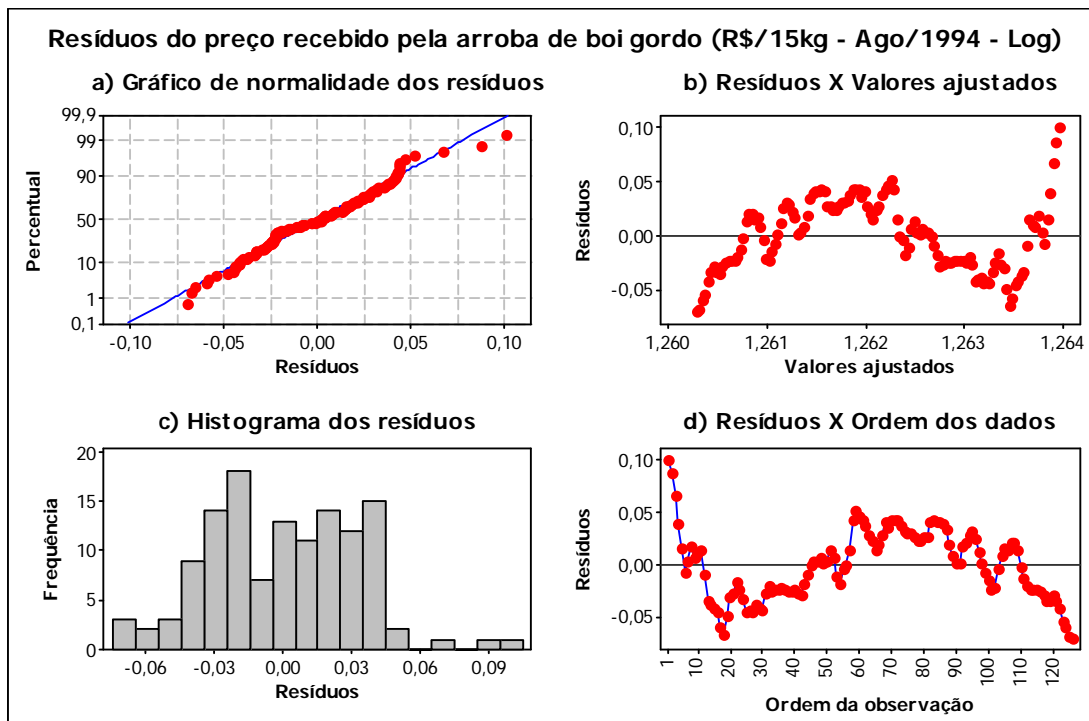 Resíduos do preço recebido pela arroba de boi gordo (R$/15kg - Ago/1994 - Log)
a) Gráfico de normalidade dos resíduos
99,9
99
90
50
10
1
0,1
Percentual
-0,10 -0,05 0,00 0,05 0,10
Resíduos
b) Resíduos X Valores ajustados
0,10
0,05
0,00
-0,05
Resíduos
1,260 1,261 1,262 1,263 1,264
Valores ajustados
c) Histograma dos resíduos
20
15
10
5
0
Frequência
-0,06 -0,03 0,00 0,03 0,06 0,09
Resíduos
d) Resíduos X Ordem dos dados
0,10
0,05
0,00
-0,05
Resíduos
1 10 20 30 40 50 60 70 80 90 100 110 120
Ordem da observação